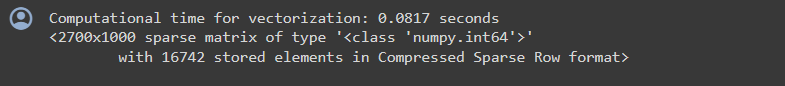 Computational time for vectorization: 0.0817 seconds
<2700x1000 sparse matrix of type '<class 'numpy.int64'>'
        with 16742 stored elements in Compressed Sparse Row format>